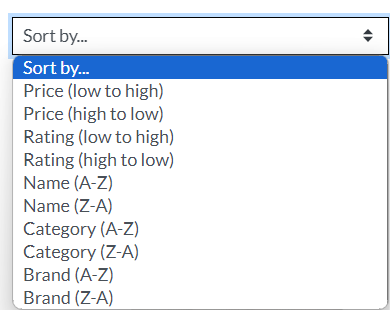 Sort by...
Sort by...
Price (low to high)
Price (high to low)
Rating (low to high)
Rating (high to low)
Name (A-Z)
Name (Z-A)
Category (A-Z)
Category (Z-A)
Brand (A-Z)
Brand (Z-A)